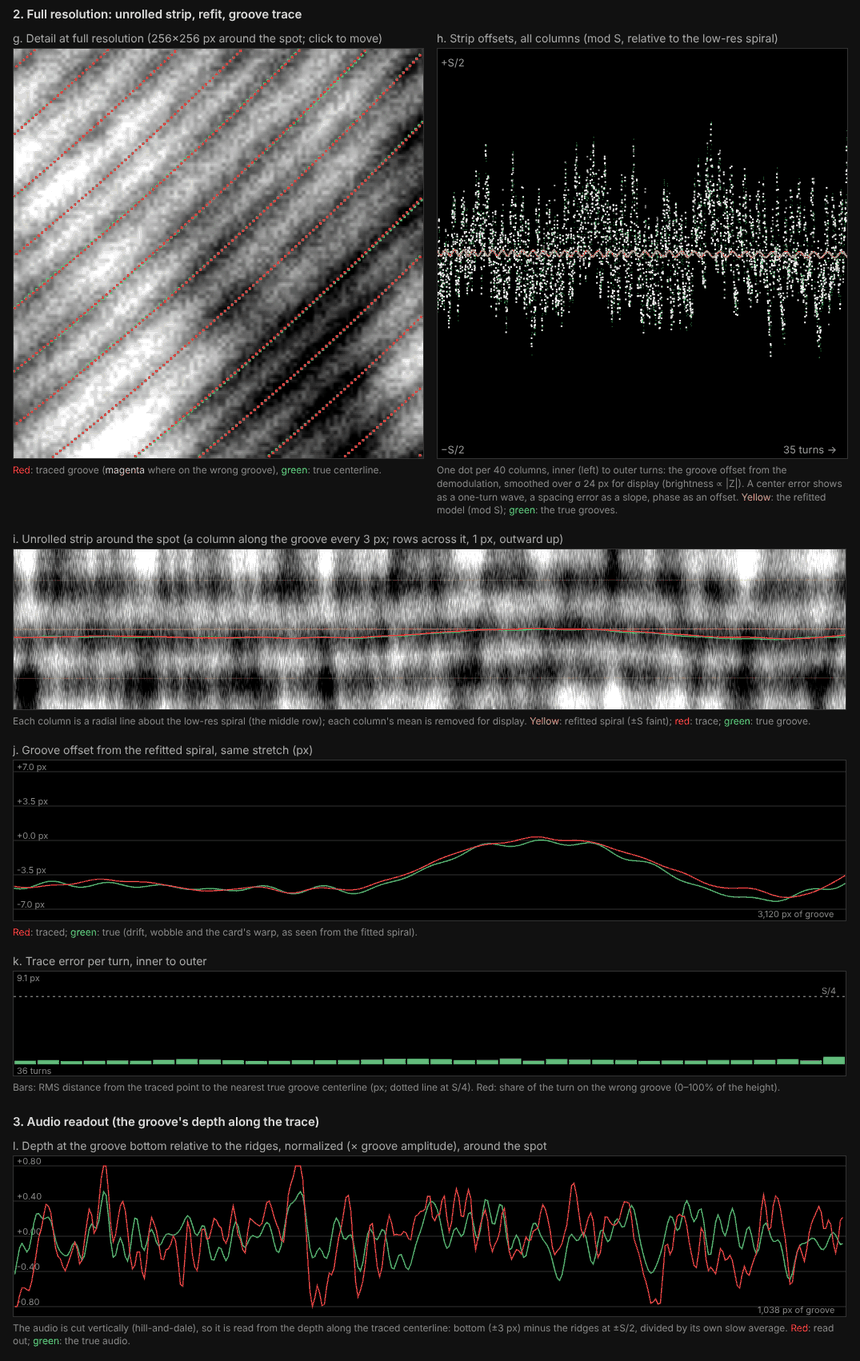 2. Full resolution: unrolled strip, refit, groove trace
g. Detail at full resolution (256×256 px around the spot; click to move)
Red: traced groove (magenta where on the wrong groove), green: true centerline.
h. Strip offsets, all columns (mod S, relative to the low-res spiral)
+S/2
−S/2
35 turns →
One dot per 40 columns, inner (left) to outer turns: the groove offset from the
demodulation, smoothed over σ 24 px for display (brightness ∝ |Z|). A center error shows
as a one-turn wave, a spacing error as a slope, phase as an offset. Yellow: the refitted
model (mod S); green: the true grooves.
i. Unrolled strip around the spot (a column along the groove every 3 px; rows across it, 1 px, outward up)
Each column is a radial line about the low-res spiral (the middle row); each column's mean is removed for display. Yellow: refitted spiral (±S faint); red: trace; green: true groove.
j. Groove offset from the refitted spiral, same stretch (px)
+7.0 px
+3.5 px
+0.0 px
-3.5 px
-7.0 px
3,120 px of groove
Red: traced; green: true (drift, wobble and the card's warp, as seen from the fitted spiral).
k. Trace error per turn, inner to outer
9.1 px
S/4
36 turns
Bars: RMS distance from the traced point to the nearest true groove centerline (px; dotted line at S/4). Red: share of the turn on the wrong groove (0–100% of the height).
3. Audio readout (the groove's depth along the trace)
l. Depth at the groove bottom relative to the ridges, normalized (× groove amplitude), around the spot
+0.80
+0.40
+0.00
-0.40
-0.80
1,038 px of groove
The audio is cut vertically (hill-and-dale), so it is read from the depth along the traced centerline: bottom (±3 px) minus the ridges at ±S/2, divided by its own slow average. Red: read
out; green: the true audio.